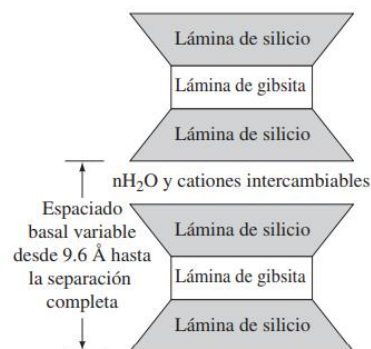 Lámina de silicio
Lámina de gibsita
Lámina de silicio
nH₂O y cationes intercambiables
Espaciado
basal variable
desde 9.6 Å hasta
la separación
completa
Lámina de silicio
Lámina de gibsita
Lámina de silicio